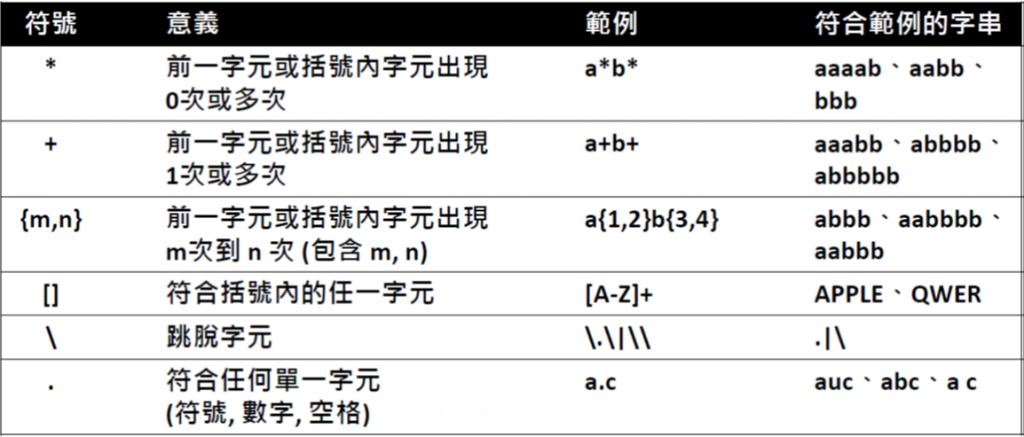 符號 意義 範例 符合範例的字串
* 前一字元或括號內字元出現 a*b* aaaab、aabb、
0次或多次 bbb
+ 前一字元或括號內字元出現 a+b+ aaabb、abbbb、
1次或多次 abbbbb
{m,n} 前一字元或括號內字元出現 a{1,2}b{3,4} abbb、aabbbb、
m次到 n 次 (包含 m, n) aabbb
[] 符合括號內的任一字元 [A-Z]+ APPLE、QWER
\ 跳脫字元 \.\|\\ .|\
. 符合任何單一字元 a.c auc、abc、a c
(符號, 數字, 空格)